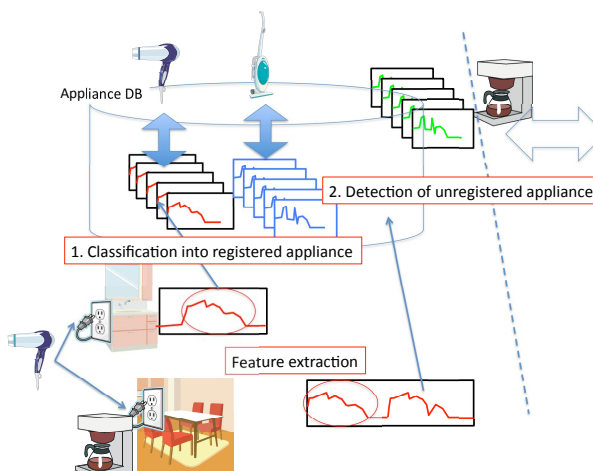 Appliance DB
2. Detection of unregistered appliance
1. Classification into registered appliance
Feature extraction